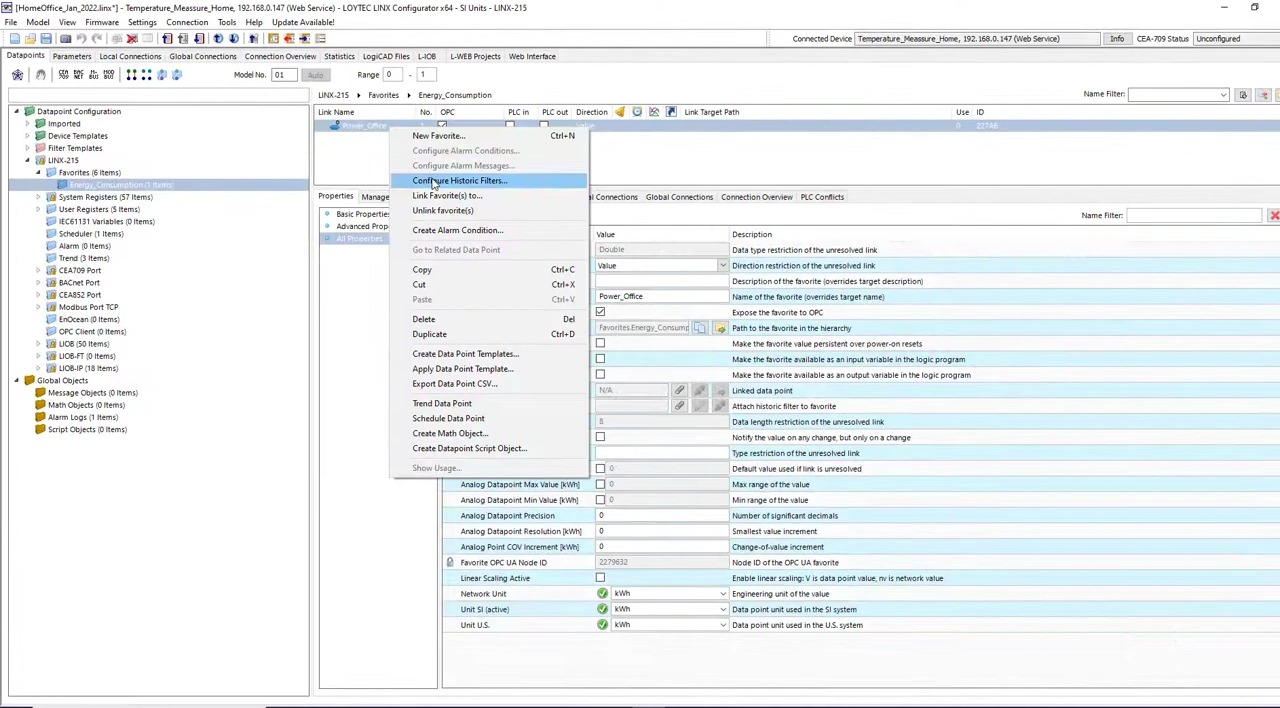 [HomeOffice_Jan_2022.linx*] - Temperature_Meassure_Home, 192.168.0.147 (Web Service) - LOYTEC LINX Configurator x64 - SI Units - LINX-215
File Model View Firmware Settings Connection Tools Help Update Available!
Connected Device Temperature_Meassure_Home, 192.168.0.147 (Web Service) Info CEA-709 Status Unconfigured
Datapoints Parameters Local Connections Global Connections Connection Overview Statistics LogiCAD Files L-IOB L-WEB Projects Web Interface
Model No. 01 Auto Range 0 - 1
LINX-215 Favorites Energy_Consumption Name Filter:
Datapoint Configuration
Imported
Device Templates
Filter Templates
LINX-215
Favorites (6 Items)
Energy_Consumption (1 Items)
System Registers (57 Items)
User Registers (5 Items)
IEC61131 Variables (0 Items)
Scheduler (1 Items)
Alarm (0 Items)
Trend (3 Items)
CEA709 Port
BACnet Port
CEA852 Port
Modbus Port TCP
EnOcean (0 Items)
OPC Client (0 Items)
LIOB (50 Items)
LIOB-FT (0 Items)
LIOB-IP (18 Items)
Global Objects
Message Objects (0 Items)
Math Objects (0 Items)
Alarm Logs (1 Items)
Script Objects (0 Items)
Link Name No. OPC PLC in PLC out Direction Link Target Path Use ID
Power_Office Value 0 227A6
New Favorite... Ctrl+N
Configure Alarm Conditions...
Configure Alarm Messages...
Configure Historic Filters...
Link Favorite(s) to...
Unlink favorite(s)
Create Alarm Condition...
Go to Related Data Point
Copy Ctrl+C
Cut Ctrl+X
Paste Ctrl+V
Delete Del
Duplicate Ctrl+D
Create Data Point Templates...
Apply Data Point Template...
Export Data Point CSV...
Trend Data Point
Schedule Data Point
Create Math Object...
Create Datapoint Script Object...
Show Usage...
Properties Manage Connections Global Connections Connection Overview PLC Conflicts
Name Filter:
Basic Properties
Advanced Prop
All Properties
Value Description
Double Data type restriction of the unresolved link
Value Direction restriction of the unresolved link
Description of the favorite (overrides target description)
Power_Office Name of the favorite (overrides target name)
Expose the favorite to OPC
Favorites.Energy_Consump Path to the favorite in the hierarchy
Make the favorite value persistent over power-on resets
Make the favorite available as an input variable in the logic program
Make the favorite available as an output variable in the logic program
N/A Linked data point
Attach historic filter to favorite
8 Data length restriction of the unresolved link
Notify the value on any change, but only on a change
Type restriction of the unresolved link
0 Default value used if link is unresolved
Analog Datapoint Max Value [kWh] 0 Max range of the value
Analog Datapoint Min Value [kWh] 0 Min range of the value
Analog Datapoint Precision 0 Number of significant decimals
Analog Datapoint Resolution [kWh] 0 Smallest value increment
Analog Point COV Increment [kWh] 0 Change-of-value increment
Favorite OPC UA Node ID 2279632 Node ID of the OPC UA favorite
Linear Scaling Active Enable linear scaling: V is data point value, nv is network value
Network Unit kWh Engineering unit of the value
Unit SI (active) kWh Data point unit used in the SI system
Unit U.S. kWh Data point unit used in the U.S. system